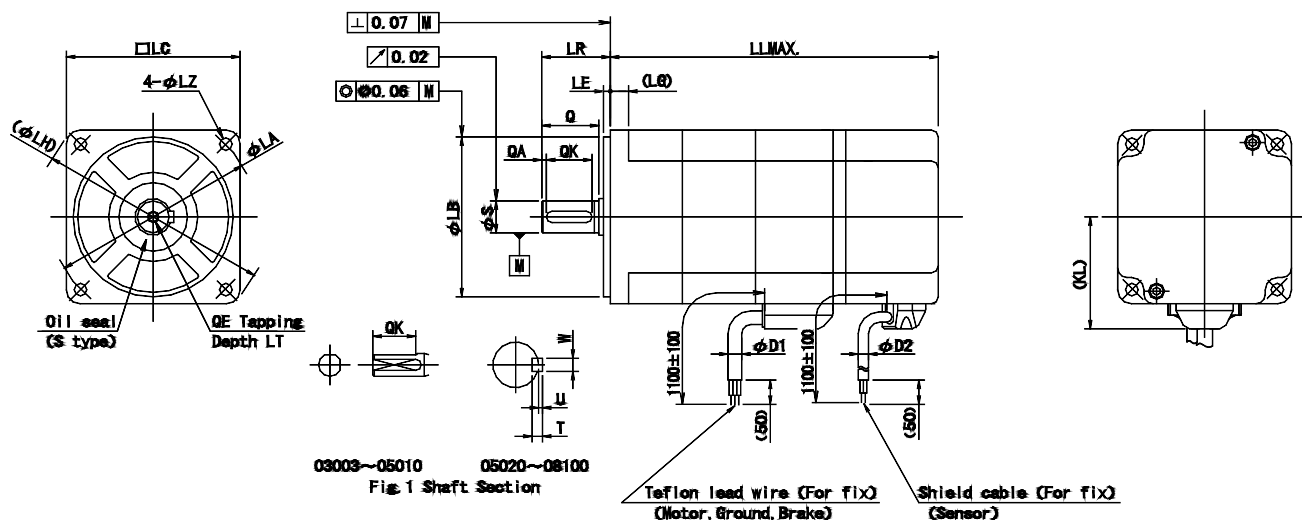 ⊥ 0.07 M
↗ 0.02
◎ φ0.06 M
□LC
4-φLZ
(φLH)
φLA
LR
LLMAX.
LE
(LG)
Q
QA
QK
φLB
φS
M
Oil seal
(S type)
QE Tapping
Depth LT
QK
W
U
T
03003～05010
05020～08100
Fig.1 Shaft Section
1100±100
φD1
(50)
1100±100
φD2
(50)
(KL)
Teflon lead wire (For fix)
(Motor, Ground, Brake)
Shield cable (For fix)
(Sensor)